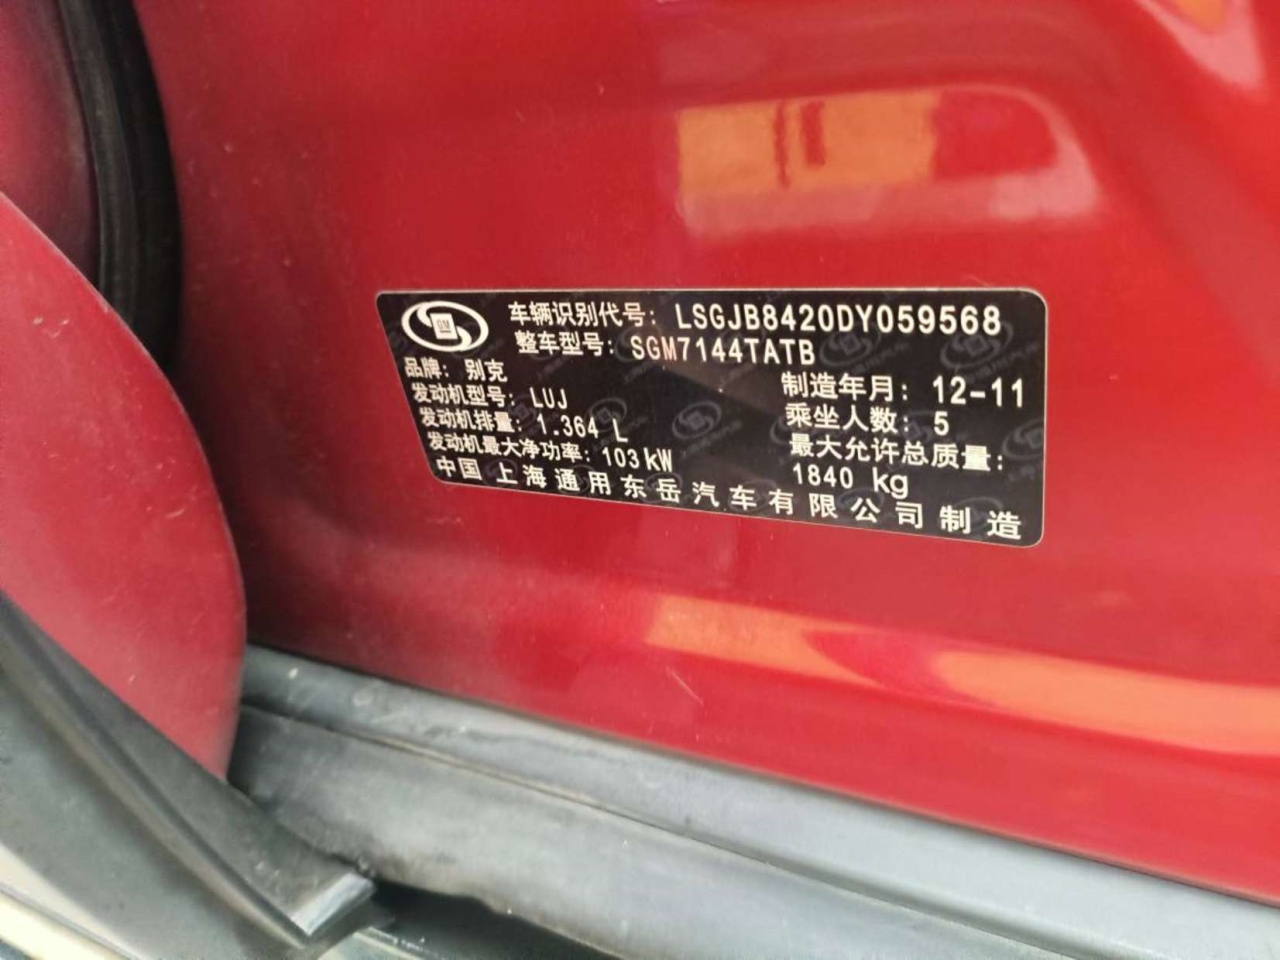 GM
车辆识别代号: LSGJB8420DY059568
整车型号: SGM7144TATB
品牌: 别克
发动机型号: LUJ
制造年月: 12-11
发动机排量: 1.364 L
乘坐人数: 5
发动机最大净功率: 103kW
最大允许总质量:
1840 kg
中国 上海通用东岳汽车有限公司制造